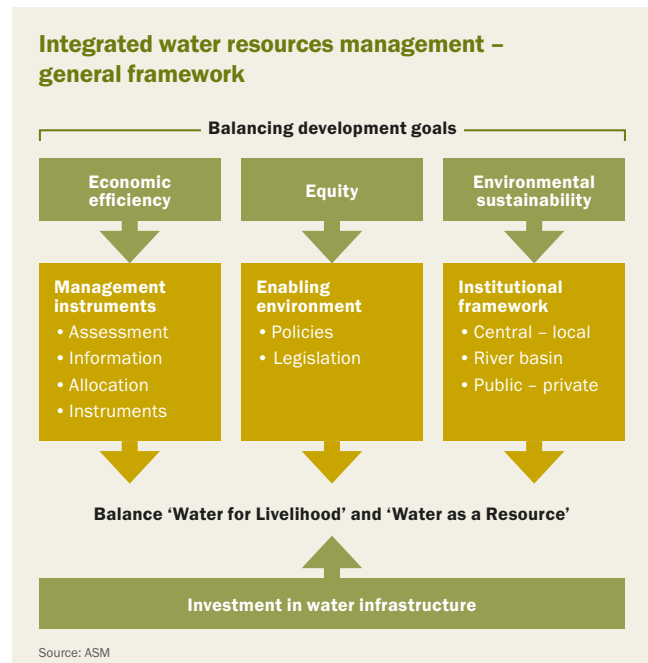 Integrated water resources management –
general framework
Balancing development goals
Economic
efficiency
Equity
Environmental
sustainability
Management
instruments
• Assessment
• Information
• Allocation
• Instruments
Enabling
environment
• Policies
• Legislation
Institutional
framework
• Central – local
• River basin
• Public – private
Balance ‘Water for Livelihood’ and ‘Water as a Resource’
Investment in water infrastructure
Source: ASM